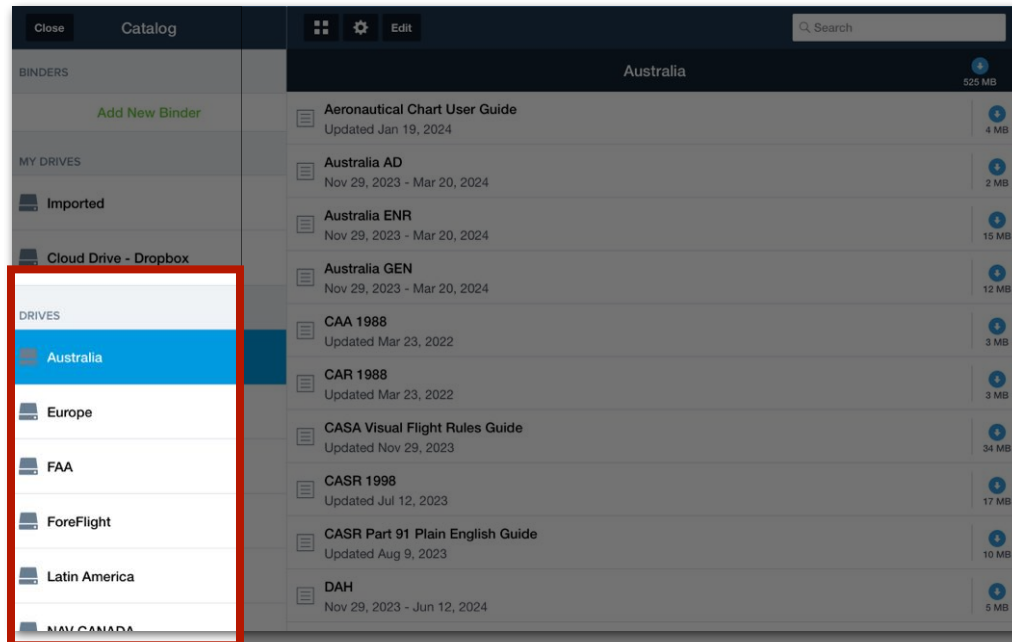 Close
Catalog
Edit
Search
BINDERS
Australia
525 MB
Add New Binder
Aeronautical Chart User Guide
Updated Jan 19, 2024
4 MB
MY DRIVES
Australia AD
Nov 29, 2023 - Mar 20, 2024
2 MB
Imported
Australia ENR
Nov 29, 2023 - Mar 20, 2024
15 MB
Cloud Drive - Dropbox
Australia GEN
Nov 29, 2023 - Mar 20, 2024
12 MB
DRIVES
CAA 1988
Updated Mar 23, 2022
3 MB
Australia
CAR 1988
Updated Mar 23, 2022
3 MB
Europe
CASA Visual Flight Rules Guide
Updated Nov 29, 2023
34 MB
FAA
CASR 1998
Updated Jul 12, 2023
17 MB
ForeFlight
CASR Part 91 Plain English Guide
Updated Aug 9, 2023
10 MB
Latin America
DAH
Nov 29, 2023 - Jun 12, 2024
5 MB
NAV CANADA